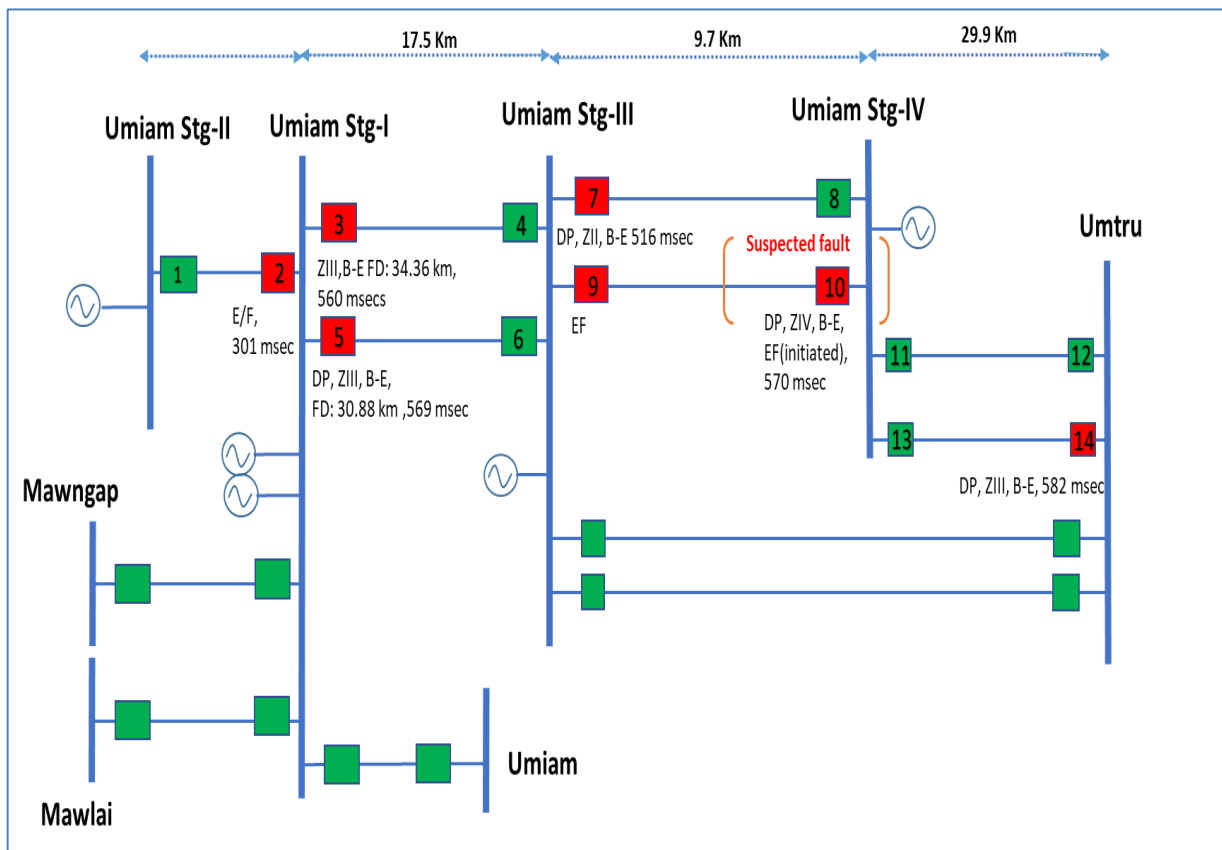 17.5 Km
9.7 Km
29.9 Km
Umiam Stg-II
Umiam Stg-I
Umiam Stg-III
Umiam Stg-IV
Umtru
1
2
3
4
5
6
7
8
9
10
11
12
13
14
E/F,
301 msec
ZIII,B-E FD: 34.36 km,
560 msecs
DP, ZIII, B-E,
FD: 30.88 km ,569 msec
DP, ZII, B-E 516 msec
EF
Suspected fault
DP, ZIV, B-E,
EF(initiated),
570 msec
DP, ZIII, B-E, 582 msec
Mawngap
Mawlai
Umiam